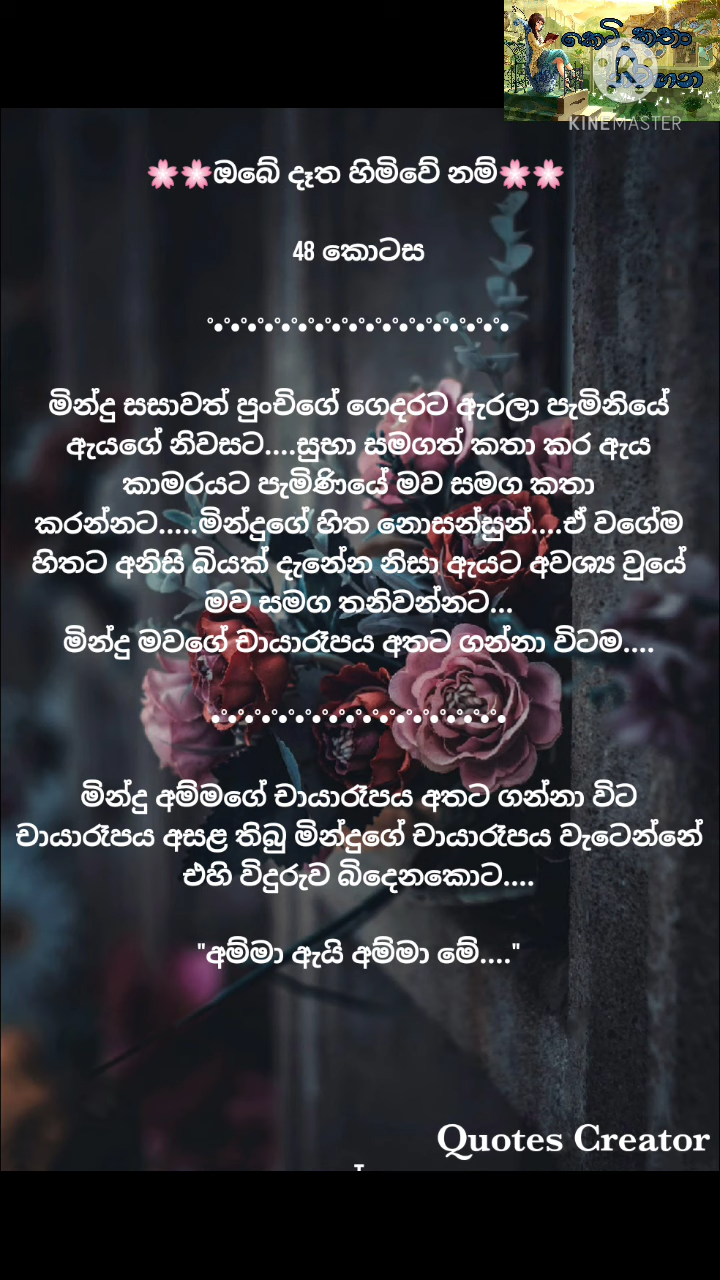 කෙටි කතා
KINEMASTER
🌸🌸ඔබේ දෑත හිමිවේ නම්🌸🌸
48 කොටස
මින්දු සසාවත් පුංචිගේ ගෙදරට ඇරලා පැමිනියේ
ඇයගේ නිවසට....සුභා සමගත් කතා කර ඇය
කාමරයට පැමිණියේ මව සමග කතා
කරන්නට.....මින්දුගේ හිත නොසන්සුන්....ඒ වගේම
හිතට අනිසි බියක් දැනේන නිසා ඇයට අවශ්‍ය වුයේ
මව සමග තනිවන්නට...
මින්දු මවගේ චායාරෑපය අතට ගන්නා විටම....
මින්දු අම්මගේ චායාරෑපය අතට ගන්නා විට
චායාරෑපය අසළ තිබු මින්දුගේ චායාරෑපය වැටෙන්නේ
එහි විදුරුව බිදෙනකොට....
"අම්මා ඇයි අම්මා මේ...."
Quotes Creator